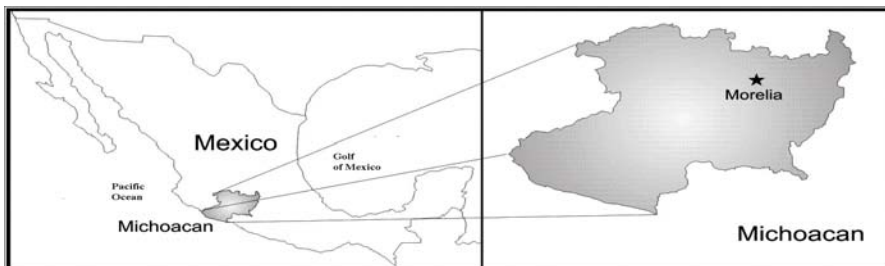 Mexico
Golf
of Mexico
Pacific
Ocean
Michoacan
Morelia
Michoacan